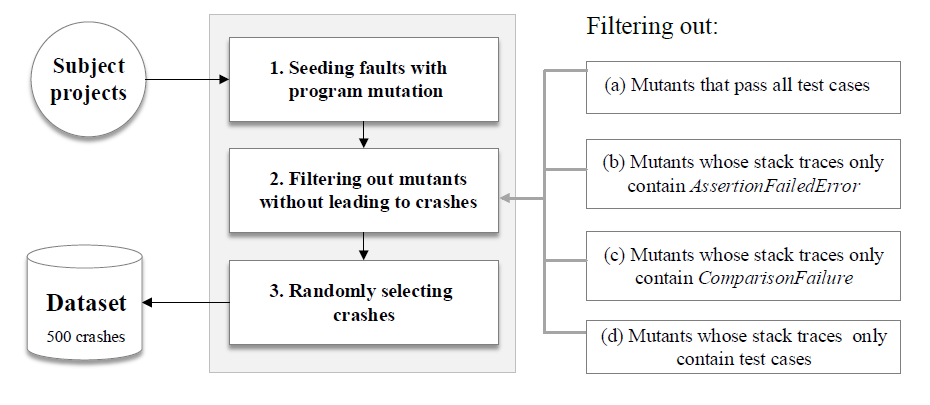 Subject
projects
1. Seeding faults with
program mutation
2. Filtering out mutants
without leading to crashes
3. Randomly selecting
crashes
Dataset
500 crashes
Filtering out:
(a) Mutants that pass all test cases
(b) Mutants whose stack traces only
contain AssertionFailedError
(c) Mutants whose stack traces only
contain ComparisonFailure
(d) Mutants whose stack traces only
contain test cases